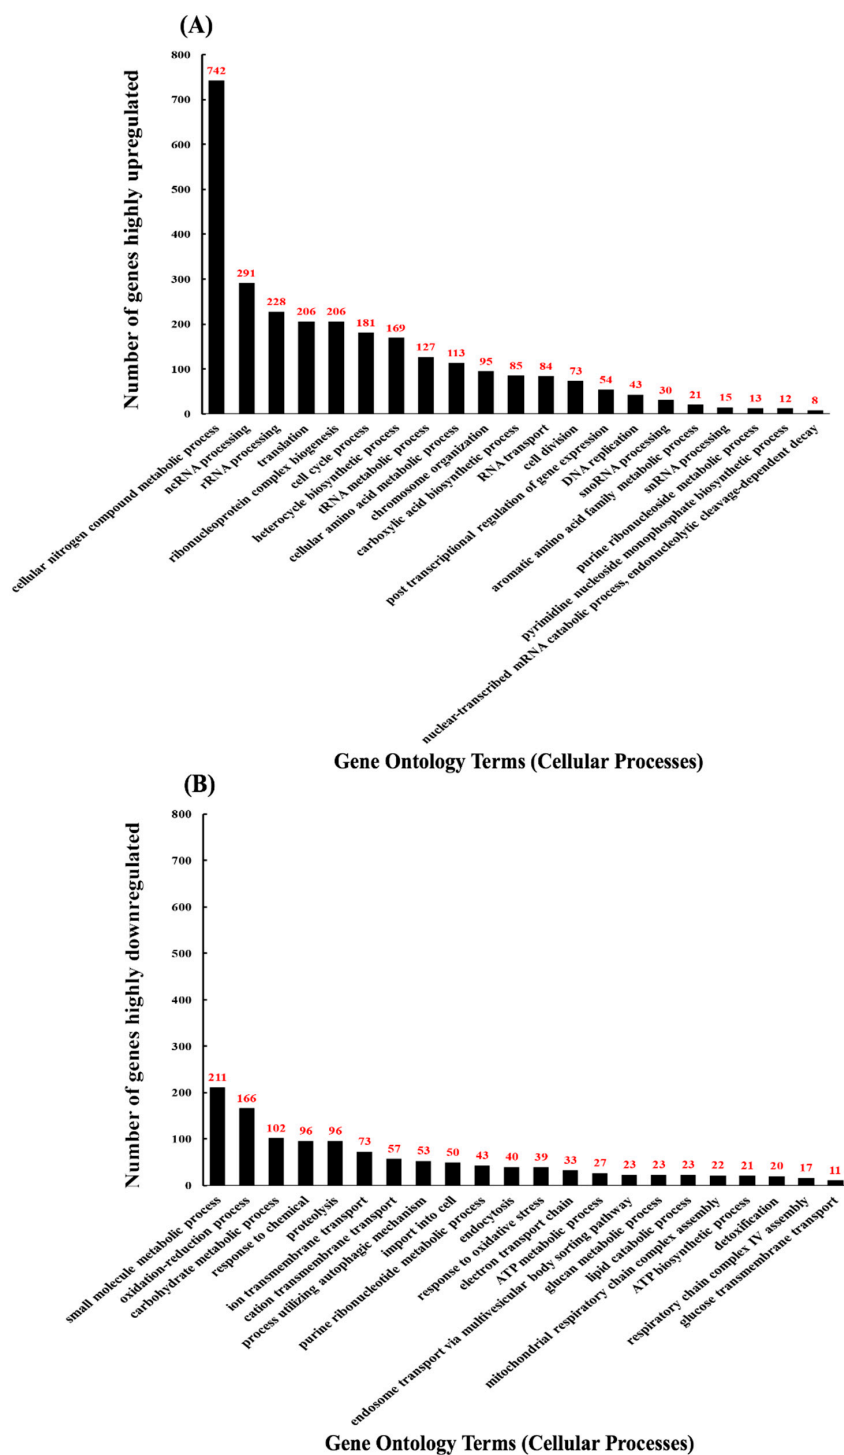 (A)
Number of genes highly upregulated
800
700
600
500
400
300
200
100
0
742
291
228
206
206
181
169
127
113
95
85
84
73
54
43
30
21
15
13
12
8
cellular nitrogen compound metabolic process
ncRNA processing
rRNA processing
translation
ribonucleoprotein complex biogenesis
cell cycle process
heterocycle biosynthetic process
tRNA metabolic process
cellular amino acid metabolic process
chromosome organization
carboxylic acid biosynthetic process
RNA transport
cell division
post transcriptional regulation of gene expression
DNA replication
snoRNA processing
aromatic amino acid family metabolic process
snRNA processing
purine ribonucleoside metabolic process
pyrimidine nucleoside monophosphate biosynthetic process
nuclear-transcribed mRNA catabolic process, endonucleolytic cleavage-dependent decay
Gene Ontology Terms (Cellular Processes)
(B)
Number of genes highly downregulated
800
700
600
500
400
300
200
100
0
211
166
102
96
96
73
57
53
50
43
40
39
33
27
23
23
23
22
21
20
17
11
small molecule metabolic process
oxidation-reduction process
carbohydrate metabolic process
response to chemical
proteolysis
ion transmembrane transport
cation transmembrane transport
process utilizing autophagic mechanism
import into cell
purine ribonucleotide metabolic process
endocytosis
response to oxidative stress
electron transport chain
ATP metabolic process
endosome transport via multivesicular body sorting pathway
glucan metabolic process
lipid catabolic process
mitochondrial respiratory chain complex assembly
ATP biosynthetic process
detoxification
respiratory chain complex IV assembly
glucose transmembrane transport
Gene Ontology Terms (Cellular Processes)